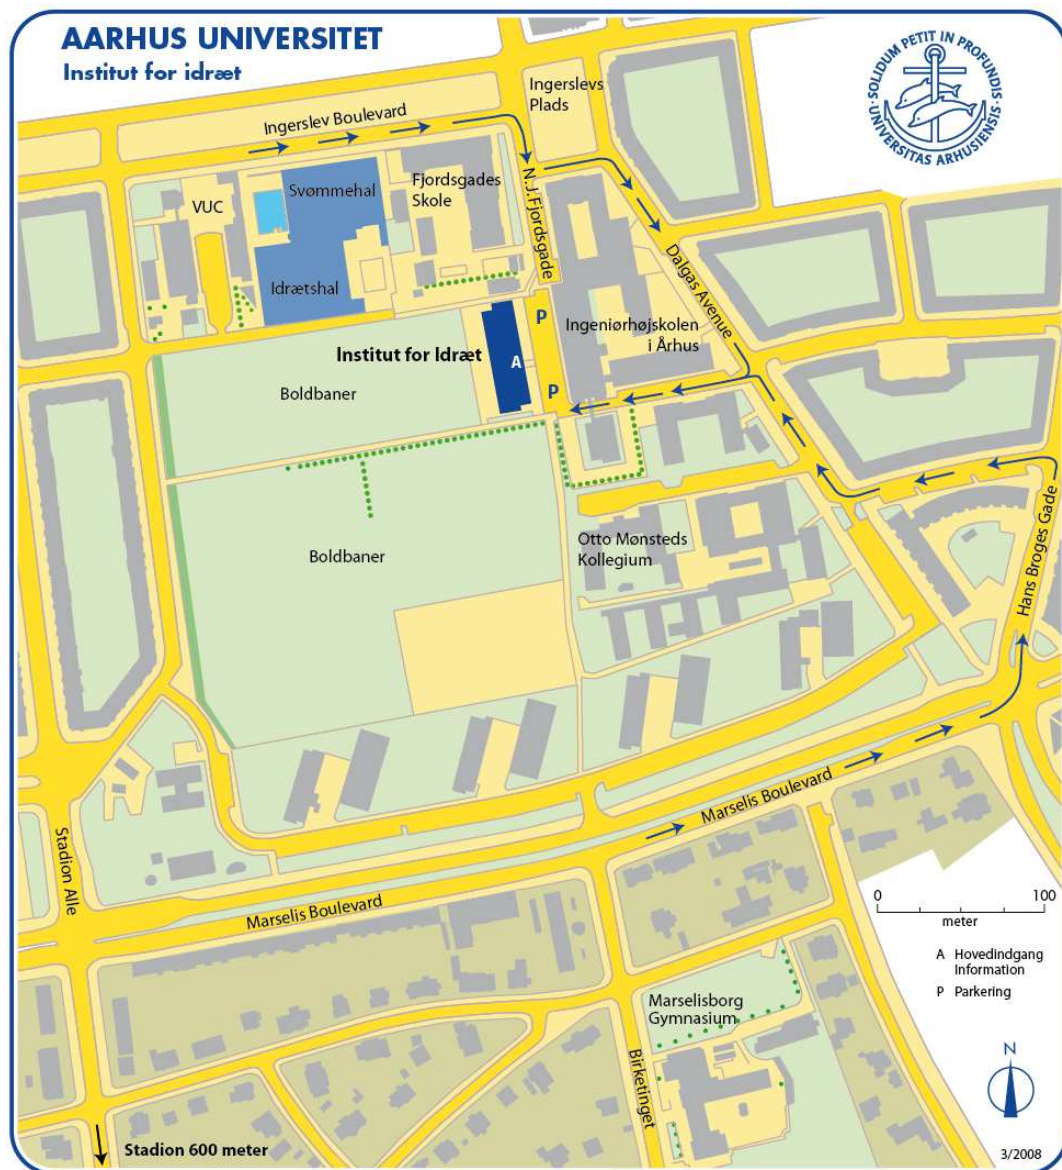 AARHUS UNIVERSITET
Institut for idræt
SOLIDUM PETIT IN PROFUNDIS
UNIVERSITAS ARHUSIENSIS
Ingerslevs
Plads
Ingerslev Boulevard
Svømmehal
Fjordsgades
Skole
VUC
N.J.Fjordsgade
Dalgas Avenue
Idrætshal
P
Ingeniørhøjskolen
i Århus
Institut for Idræt
A
Boldbaner
P
Hans Broges Gade
Otto Mønsteds
Kollegium
Boldbaner
Marselis Boulevard
Stadion Alle
Marselis Boulevard
0 100
meter
A Hovedindgang
Information
P Parkering
Marselisborg
Gymnasium
Birketinget
N
Stadion 600 meter
3/2008